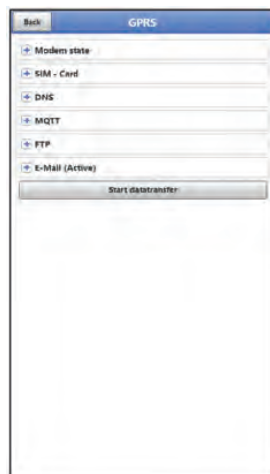 Back
GPRS
Modem state
SIM - Card
DNS
MQTT
FTP
E-Mail (Active)
Start datatransfer